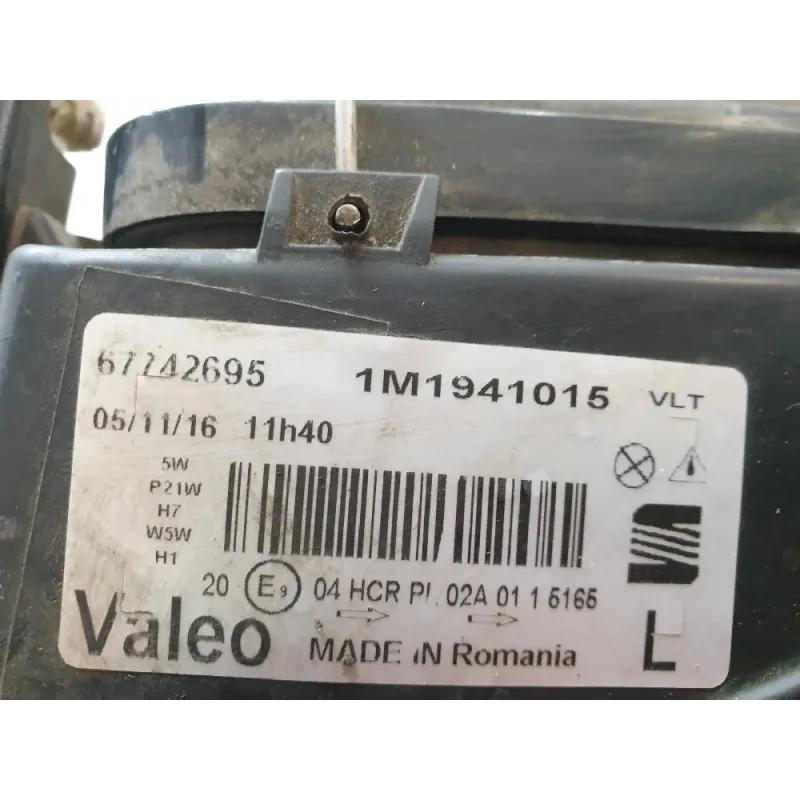 67742695 1M1941015 VLT
05/11/16 11h40
5W
P21W
H7
W5W
H1
20 E9 04 HCR PL 02A 01 1 5165
Valeo MADE IN Romania L